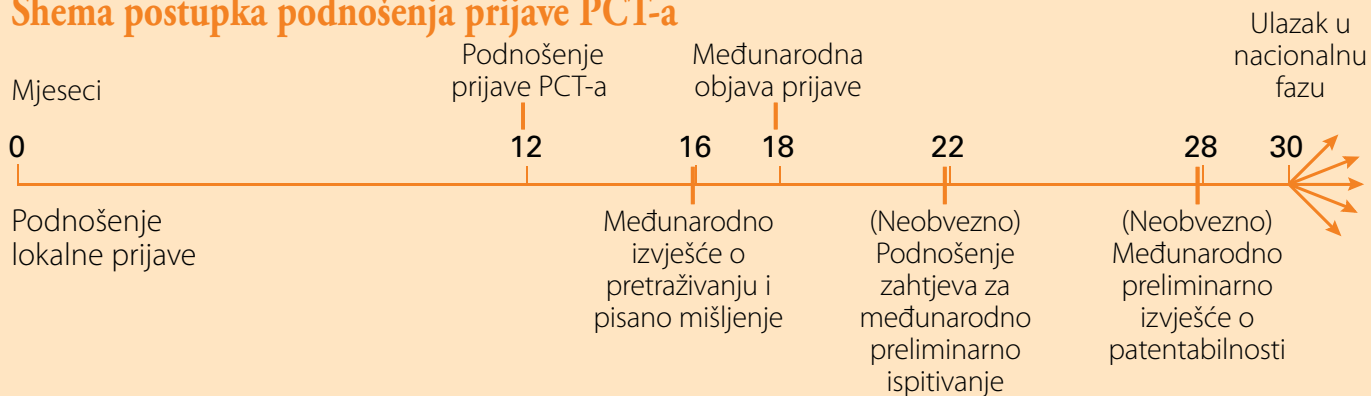 Shema postupka podnošenja prijave PCT-a
Mjeseci
Podnošenje
prijave PCT-a
Međunarodna
objava prijave
Ulazak u
nacionalnu
fazu
0
12
16
18
22
28
30
Podnošenje
lokalne prijave
Međunarodno
izvješće o
pretraživanju i
pisano mišljenje
(Neobvezno)
Podnošenje
zahtjeva za
međunarodno
preliminarno
ispitivanje
(Neobvezno)
Međunarodno
preliminarno
izvješće o
patentabilnosti